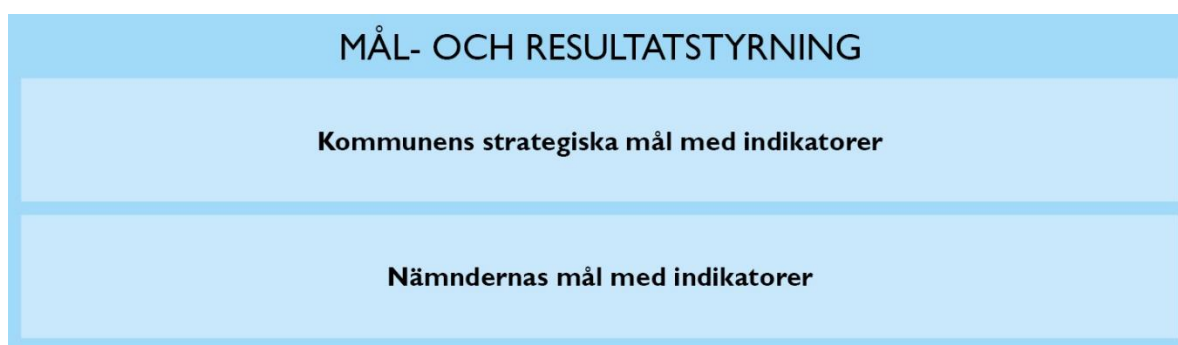 MÅL- OCH RESULTATSTYRNING
Kommunens strategiska mål med indikatorer
Nämndernas mål med indikatorer